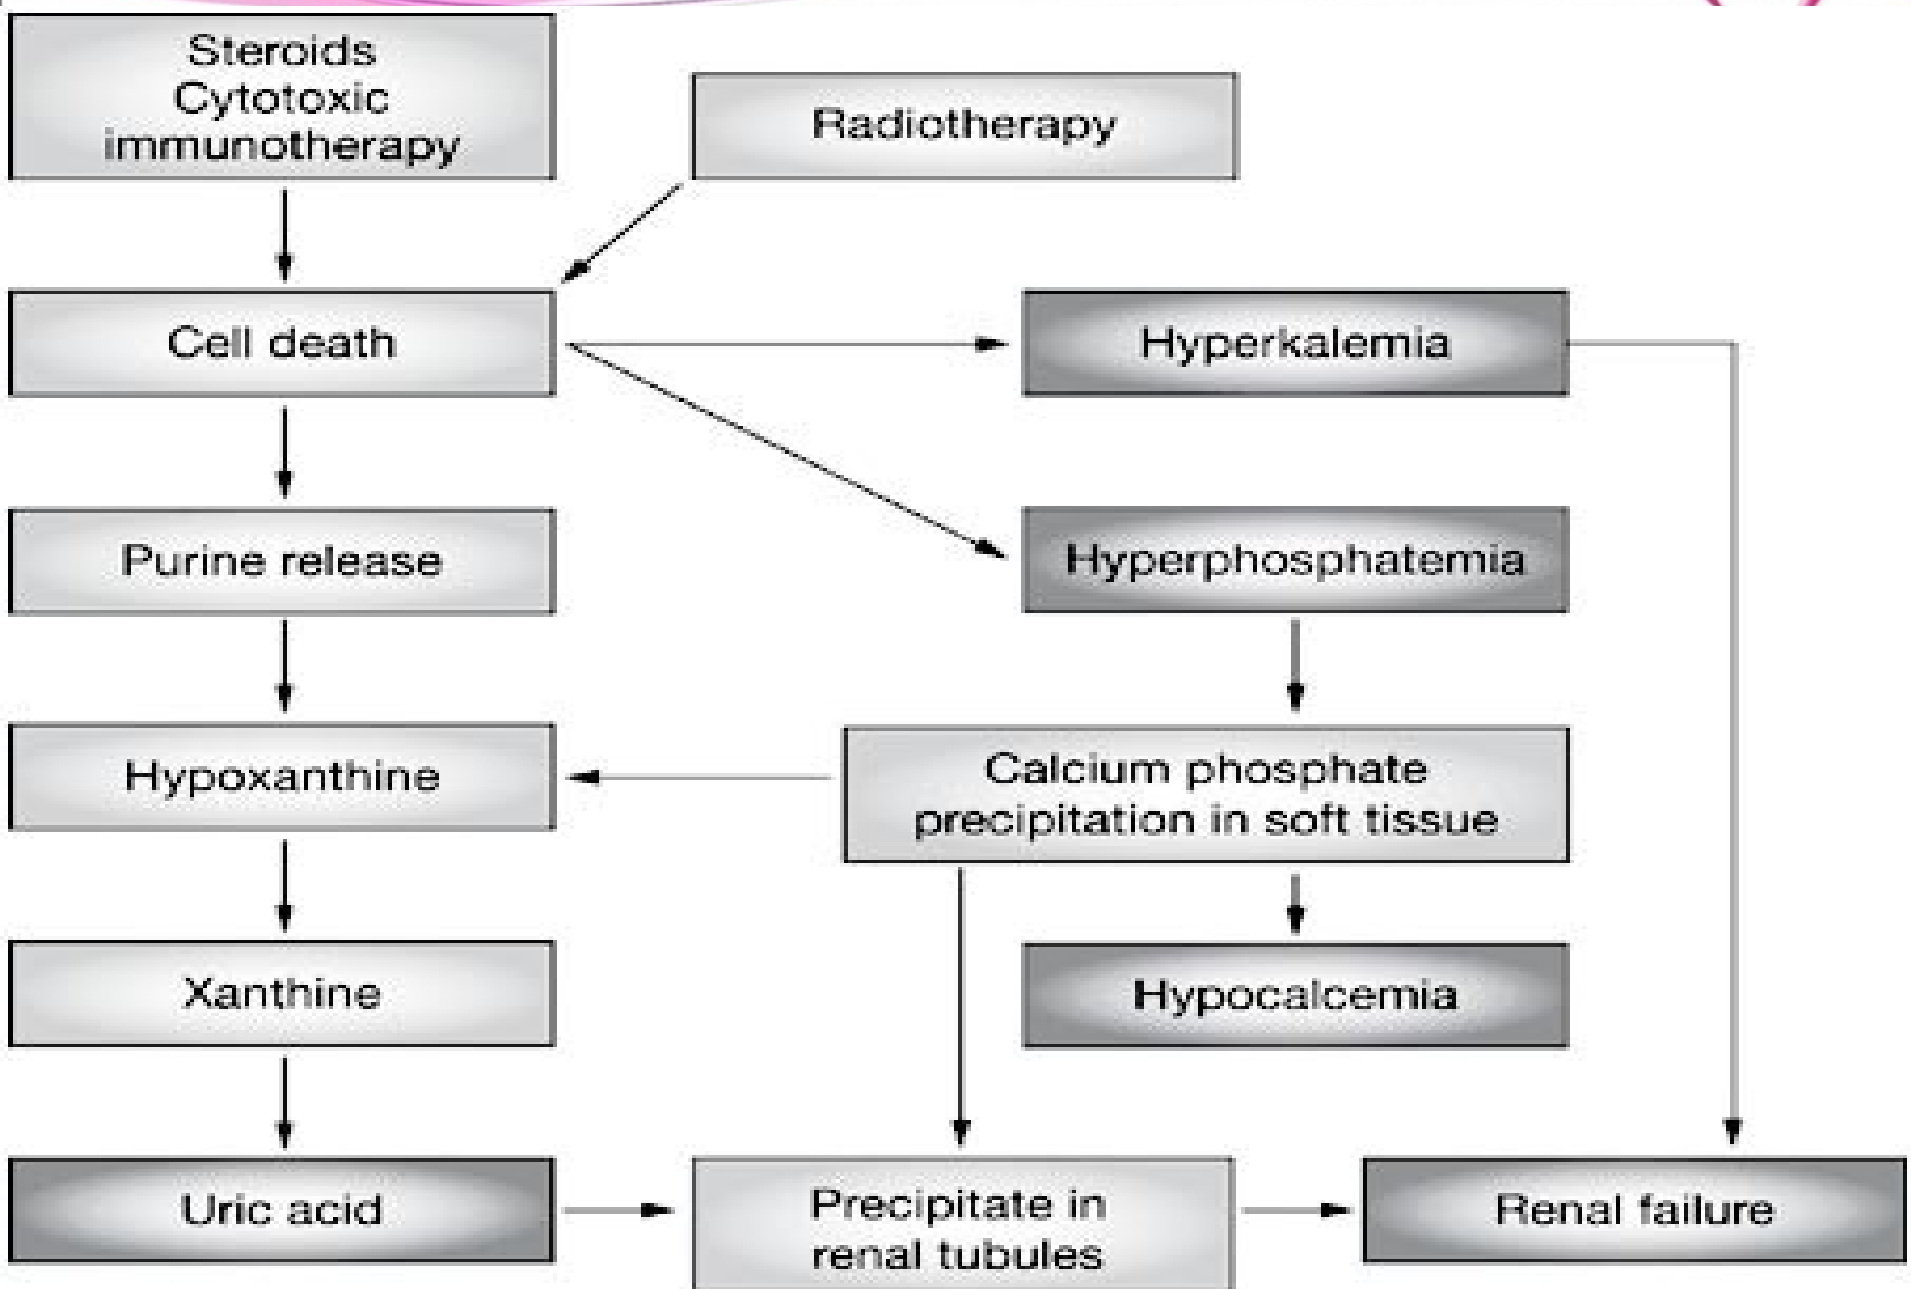 Steroids
Cytotoxic
immunotherapy
Radiotherapy
Cell death
Hyperkalemia
Purine release
Hyperphosphatemia
Hypoxanthine
Calcium phosphate
precipitation in soft tissue
Xanthine
Hypocalcemia
Uric acid
Precipitate in
renal tubules
Renal failure